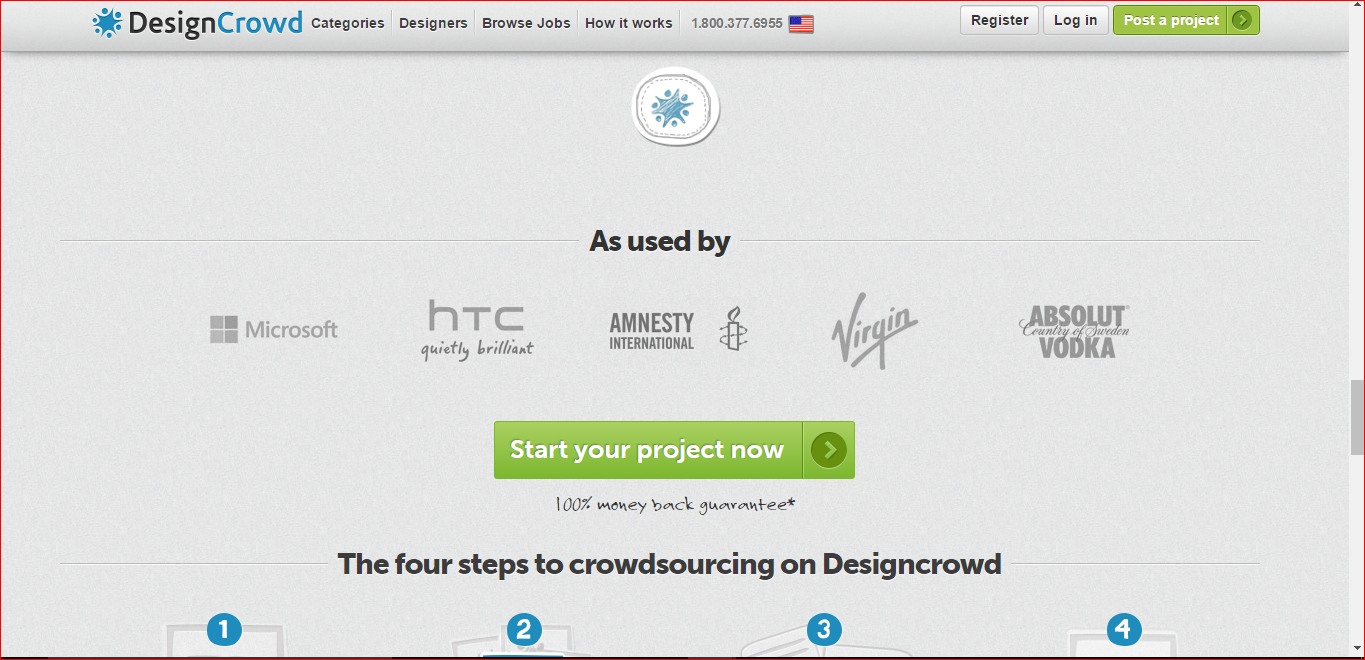 DesignCrowd Categories Designers Browse Jobs How it works 1.800.377.6955 Register Log in Post a project
As used by
Microsoft
hTC
quietly brilliant
AMNESTY
INTERNATIONAL
Virgin
ABSOLUT
Country of Sweden
VODKA
Start your project now
100% money back guarantee*
The four steps to crowdsourcing on Designcrowd
1 2 3 4